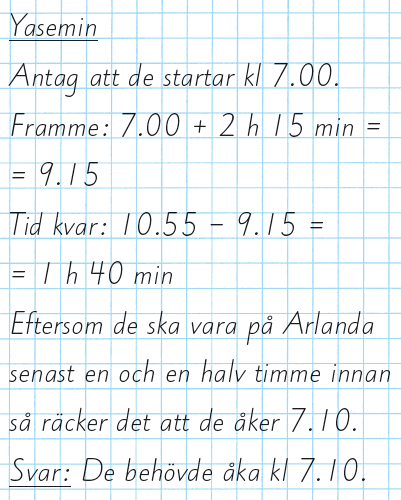 Yasemin
Antag att de startar kl 7.00.
Framme: 7.00 + 2 h 15 min =
= 9.15
Tid kvar: 10.55 – 9.15 =
= 1 h 40 min
Eftersom de ska vara på Arlanda
senast en och en halv timme innan
så räcker det att de åker 7.10.
Svar: De behövde åka kl 7.10.